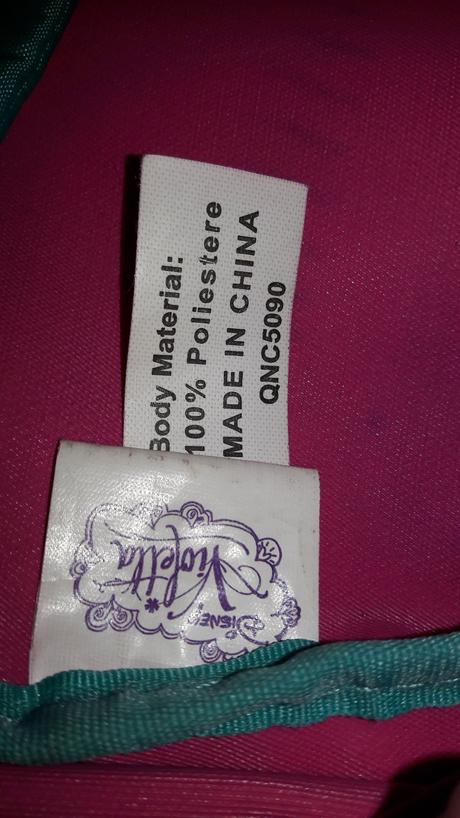 Body Material:
100% Poliestere
MADE IN CHINA
QNC5090
DISNEY
Violetta